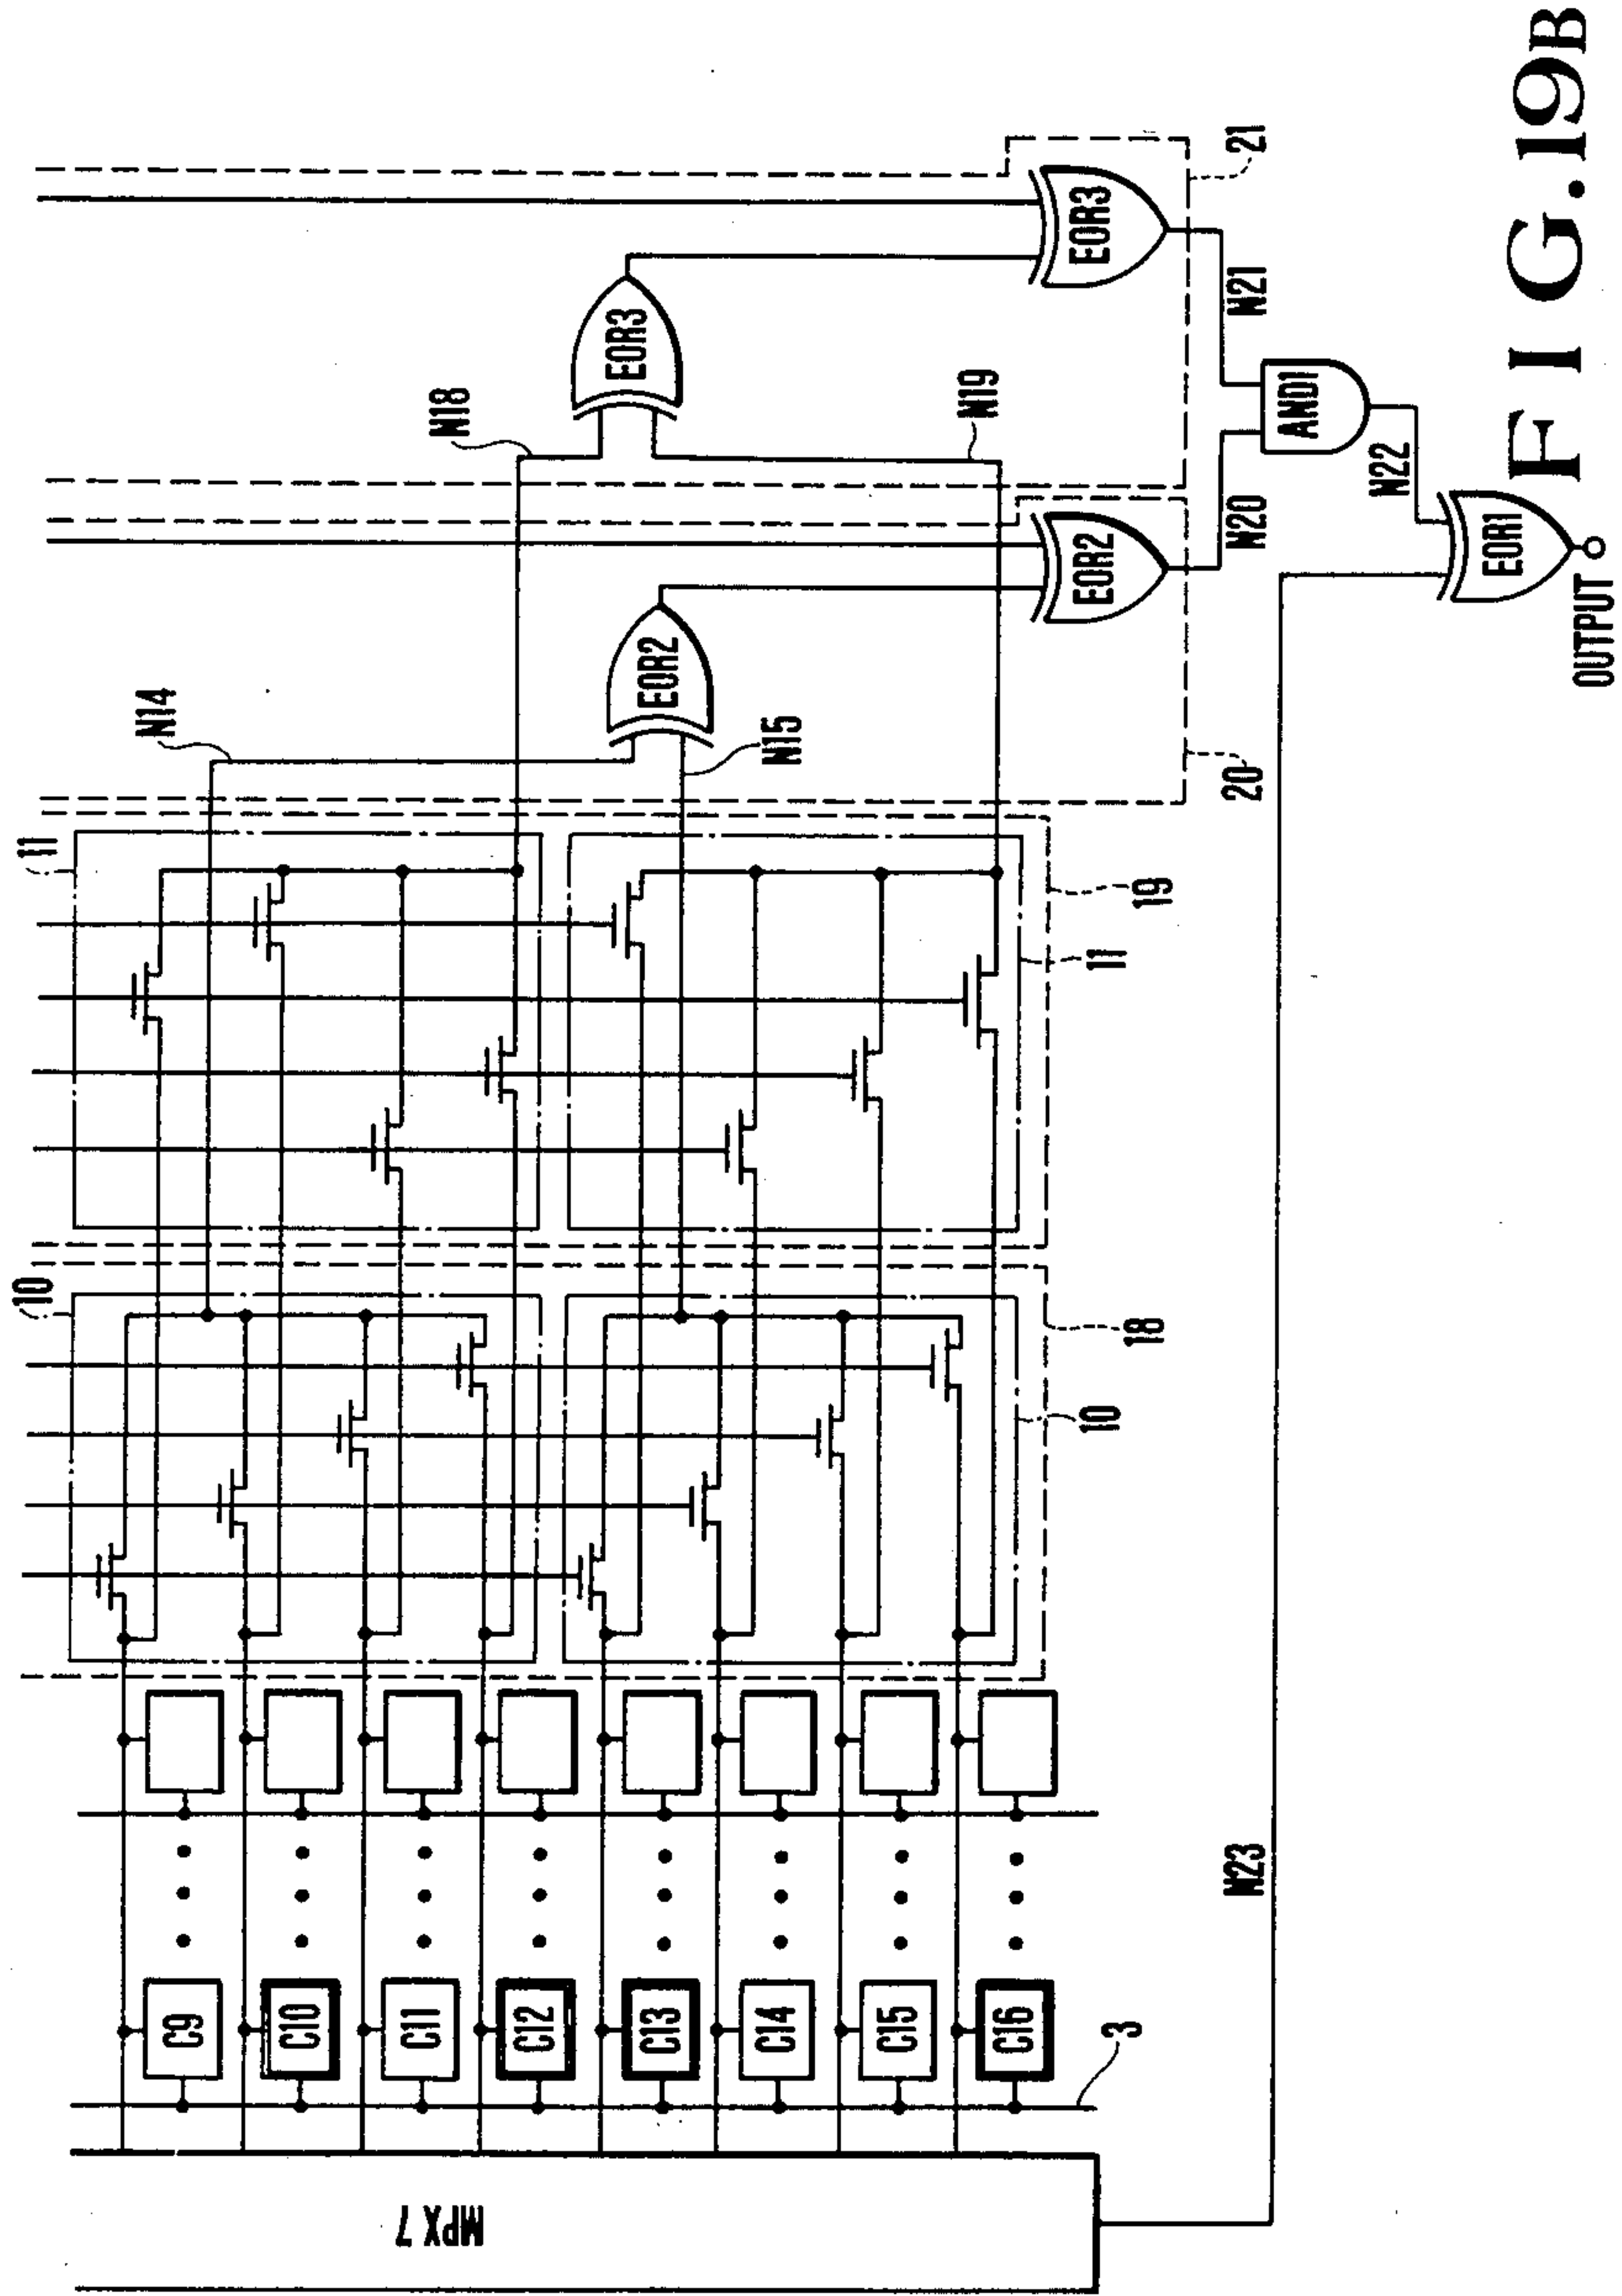 11
10
N14
N18
EOR2
EOR3
N15
N19
19
11
18
10
C9
C10
C11
C12
C13
C14
C15
C16
3
MPX 7
EOR2
EOR3
20
21
N20
N21
AND1
N22
N23
EOR1
OUTPUT
FIG.19B